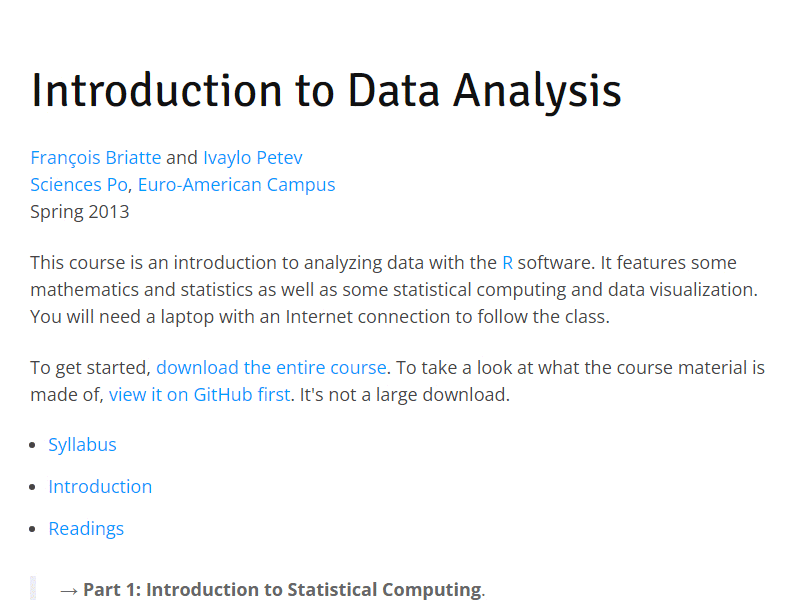 Introduction to Data Analysis
François Briatte and Ivaylo Petev
Sciences Po, Euro-American Campus
Spring 2013
This course is an introduction to analyzing data with the R software. It features some
mathematics and statistics as well as some statistical computing and data visualization.
You will need a laptop with an Internet connection to follow the class.
To get started, download the entire course. To take a look at what the course material is
made of, view it on GitHub first. It's not a large download.
• Syllabus
• Introduction
• Readings
→ Part 1: Introduction to Statistical Computing.